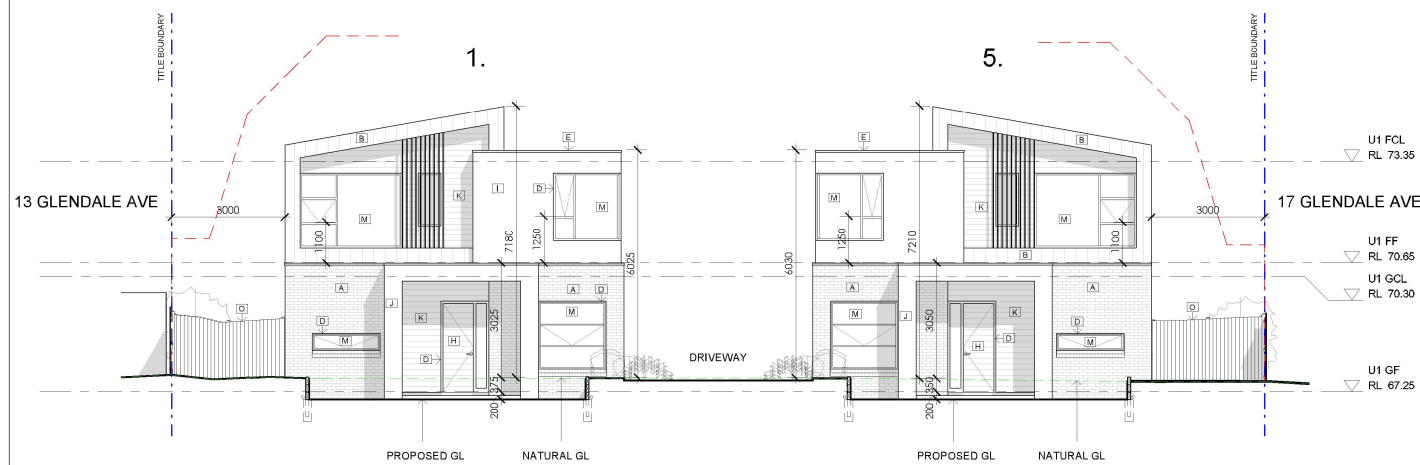 TITLE BOUNDARY
1.
5.
TITLE BOUNDARY
B
E
E
B
U1 FCL
RL 73.35
13 GLENDALE AVE
3000
M
K
I
D
M
M
K
M
3000
17 GLENDALE AVE
1100
7180
1250
6025
6030
1250
7210
1100
B
U1 FF
RL 70.65
U1 GCL
RL 70.30
A
J
A
D
A
A
O
D
M
K
3025
M
M
J
3050
K
D
O
H
D
H
D
M
DRIVEWAY
375
350
U1 GF
RL 67.25
200
200
PROPOSED GL
NATURAL GL
PROPOSED GL
NATURAL GL